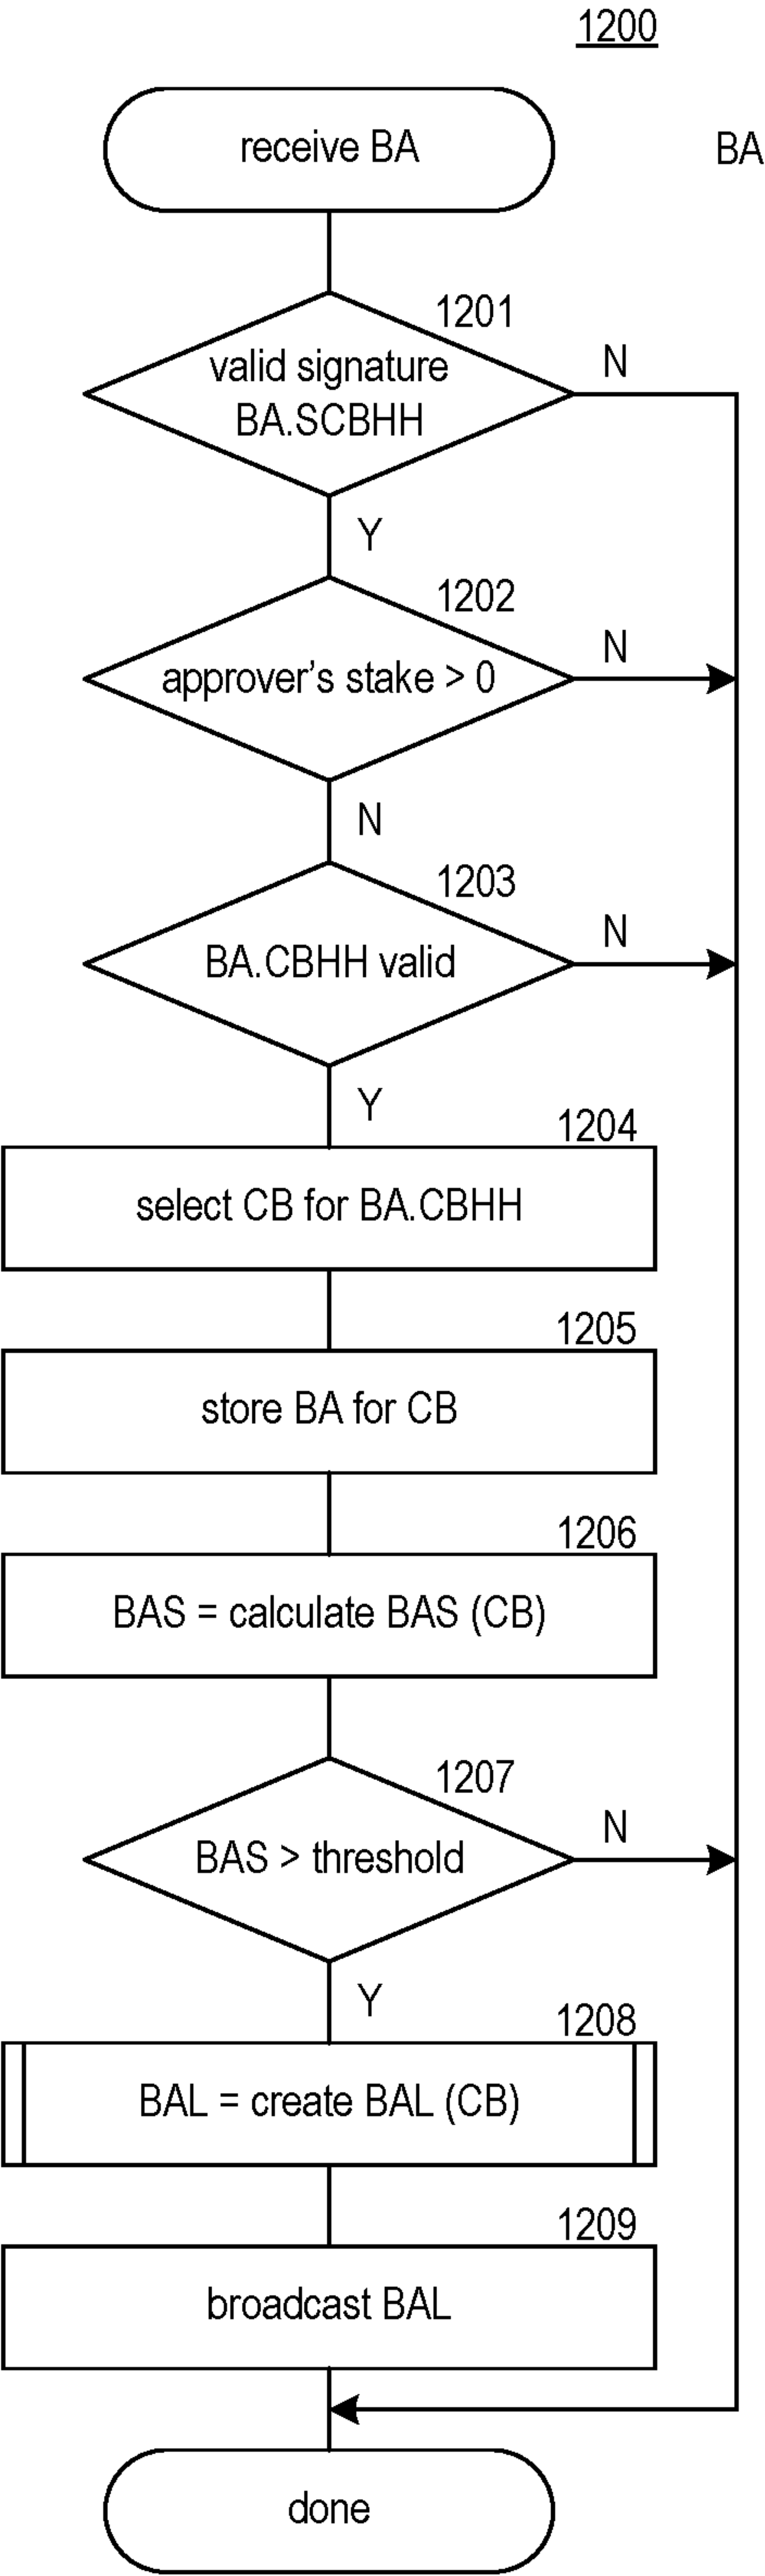 1200
receive BA
BA
1201
valid signature
BA.SCBHH
N
Y
1202
approver's stake > 0
N
N
1203
BA.CBHH valid
N
Y
1204
select CB for BA.CBHH
1205
store BA for CB
1206
BAS = calculate BAS (CB)
1207
BAS > threshold
N
Y
1208
BAL = create BAL (CB)
1209
broadcast BAL
done